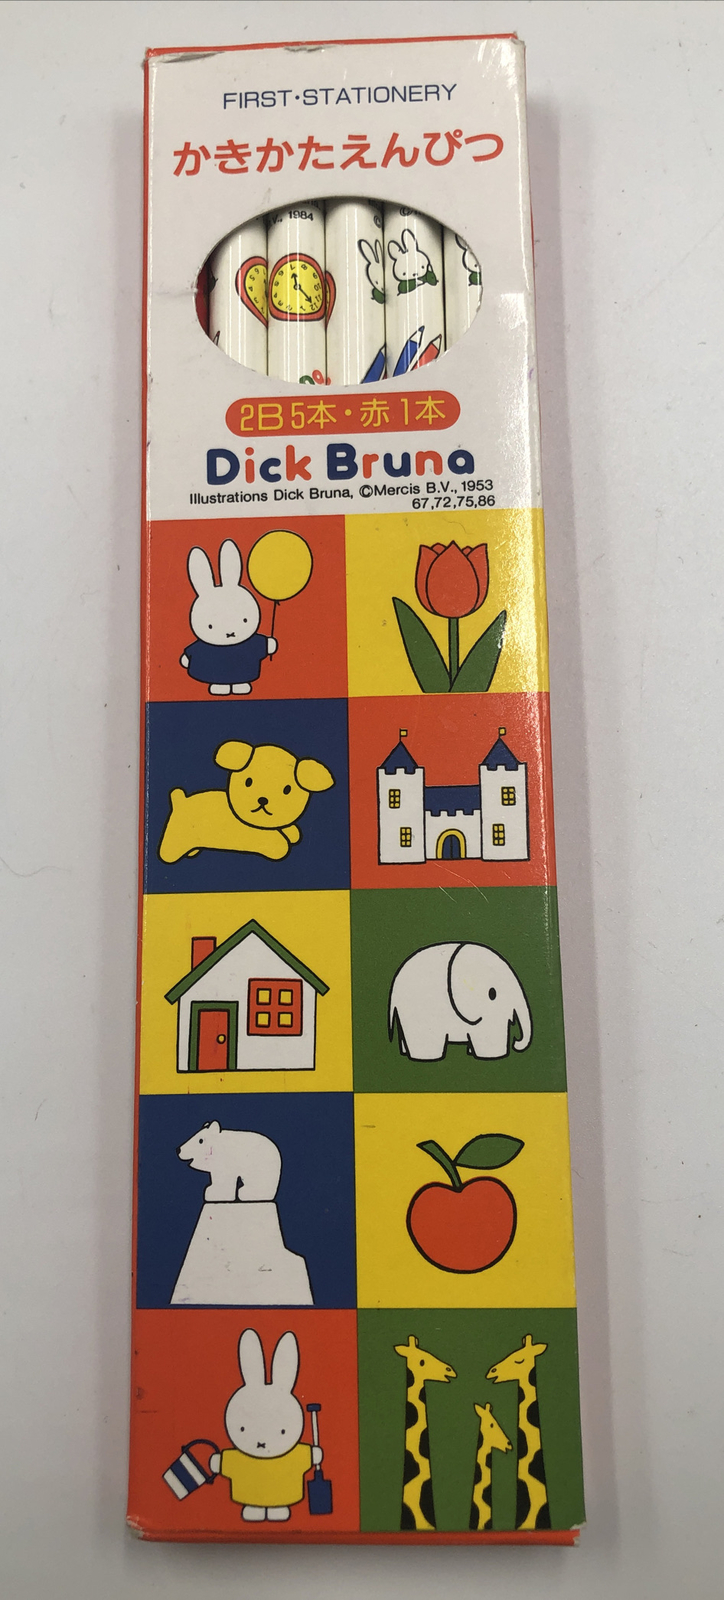 FIRST・STATIONERY
かきかたえんぴつ
V., 1984
2B5本・赤1本
Dick Bruna
Illustrations Dick Bruna, ©Mercis B.V., 1953
67,72,75,86